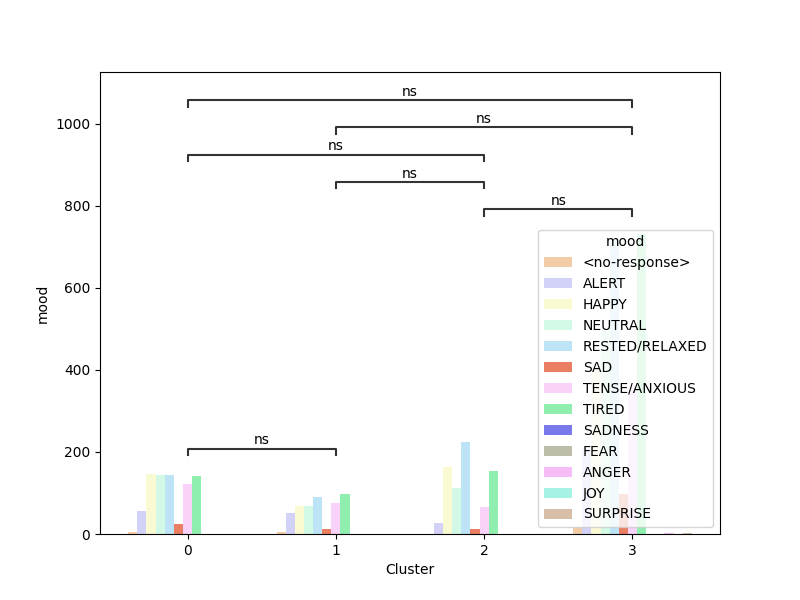 ns
ns
ns
ns
ns
ns
1000
800
600
400
200
0
mood
mood
<no-response>
ALERT
HAPPY
NEUTRAL
RESTED/RELAXED
SAD
TENSE/ANXIOUS
TIRED
SADNESS
FEAR
ANGER
JOY
SURPRISE
0 1 2 3
Cluster